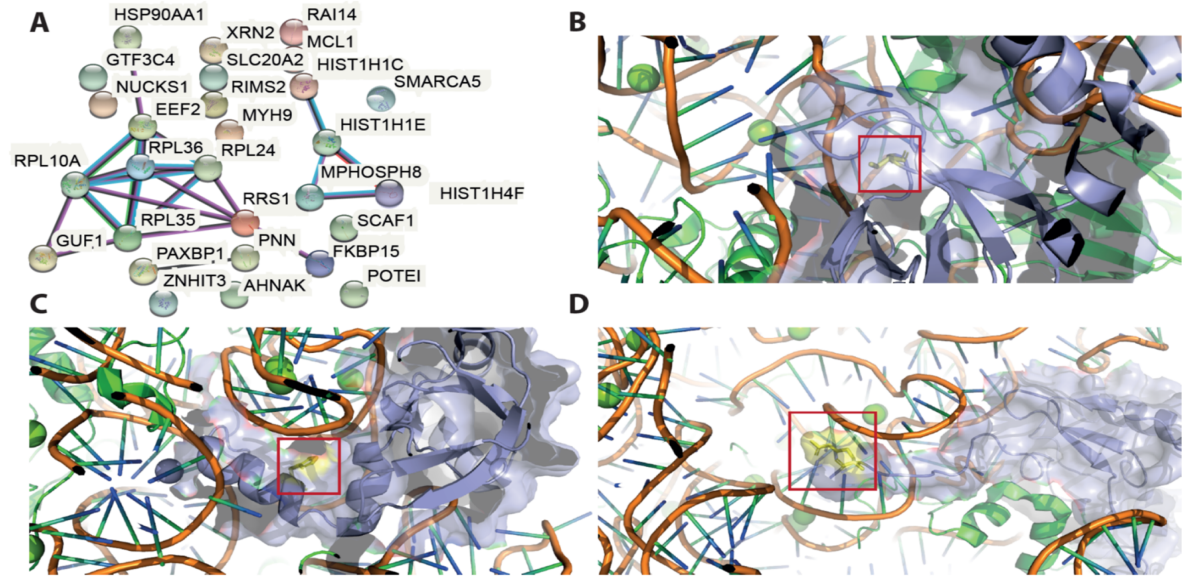 A
HSP90AA1
XRN2
RAI14
MCL1
GTF3C4
SLC20A2
HIST1H1C
NUCKS1
RIMS2
SMARCA5
EEF2
MYH9
HIST1H1E
RPL10A
RPL36
RPL24
MPHOSPH8
RRS1
HIST1H4F
RPL35
SCAF1
GUF1
PAXBP1
PNN
FKBP15
ZNHIT3
AHNAK
POTEI
B
C
D